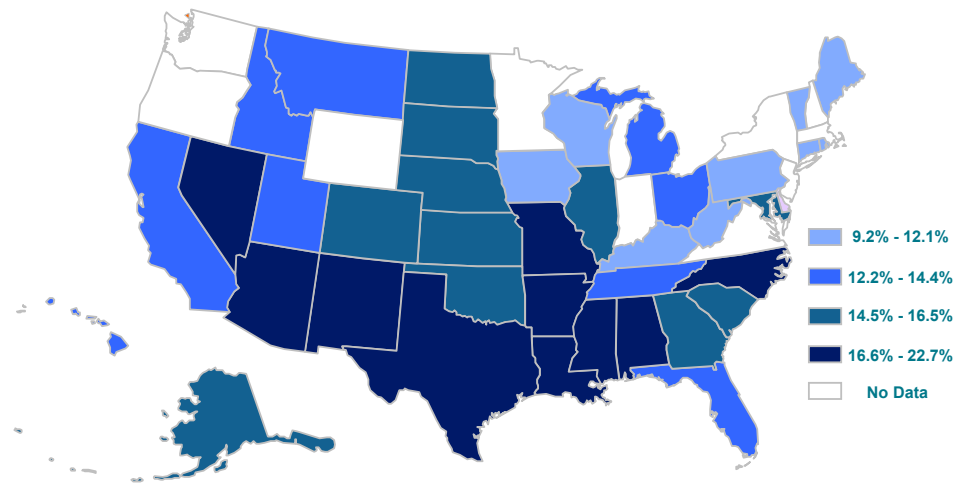 9.2% - 12.1%
12.2% - 14.4%
14.5% - 16.5%
16.6% - 22.7%
No Data